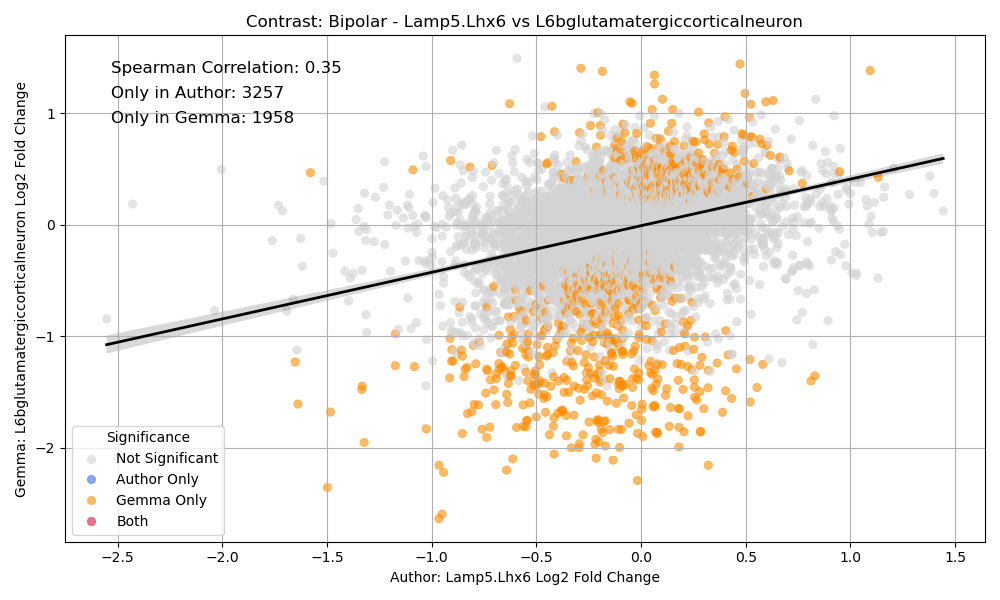 Contrast: Bipolar - Lamp5.Lhx6 vs L6bglutamatergiccorticalneuron
Spearman Correlation: 0.35
Only in Author: 3257
Only in Gemma: 1958
Gemma: L6bglutamatergiccorticalneuron Log2 Fold Change
1
0
−1
−2
Significance
Not Significant
Author Only
Gemma Only
Both
−2.5 −2.0 −1.5 −1.0 −0.5 0.0 0.5 1.0 1.5
Author: Lamp5.Lhx6 Log2 Fold Change